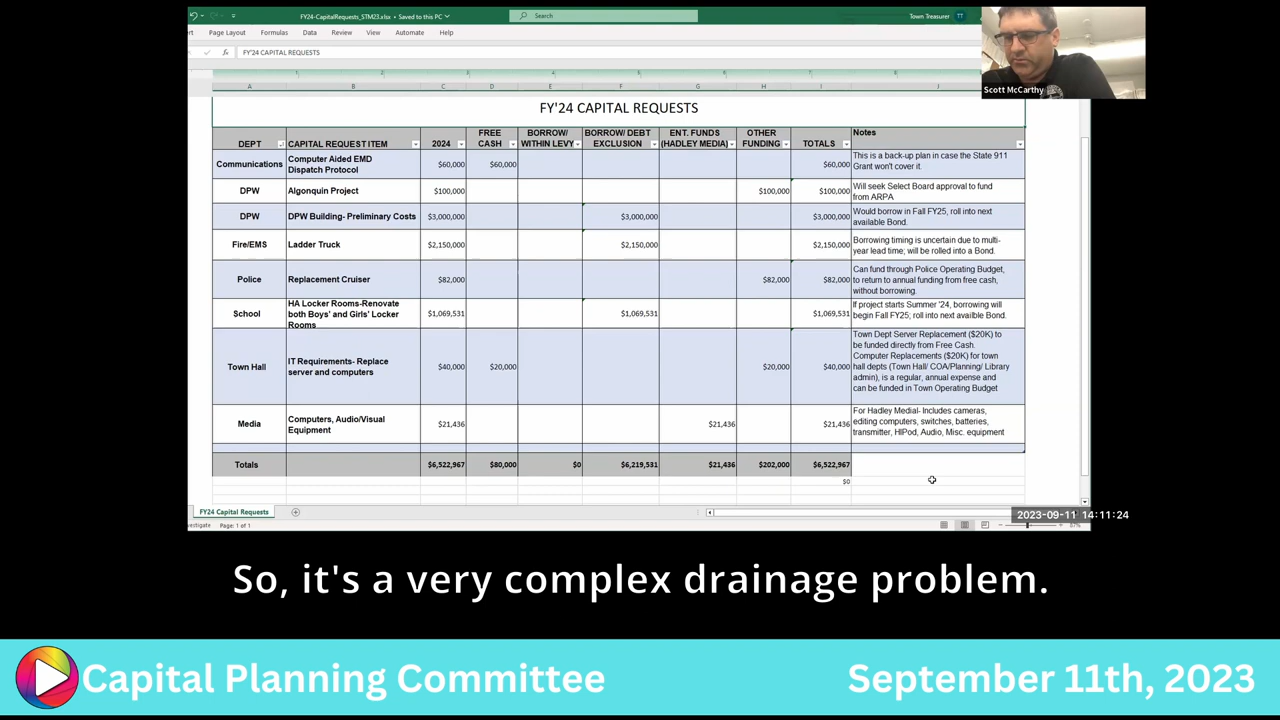 FY24-CapitalRequests_STM23.xlsx • Saved to this PC
Search
Town Treasurer
TT
Page Layout
Formulas
Data
Review
View
Automate
Help
FY'24 CAPITAL REQUESTS
A B C D E F G H I J
FY'24 CAPITAL REQUESTS
DEPT
CAPITAL REQUEST ITEM
2024
FREE
CASH
BORROW/
WITHIN LEVY
BORROW/ DEBT
EXCLUSION
ENT. FUNDS
(HADLEY MEDIA)
OTHER
FUNDING
TOTALS
Notes
Communications
Computer Aided EMD
Dispatch Protocol
$60,000
$60,000
$60,000
This is a back-up plan in case the State 911
Grant won't cover it.
DPW
Algonquin Project
$100,000
$100,000
$100,000
Will seek Select Board approval to fund
from ARPA
DPW
DPW Building- Preliminary Costs
$3,000,000
$3,000,000
$3,000,000
Would borrow in Fall FY25, roll into next
available Bond.
Fire/EMS
Ladder Truck
$2,150,000
$2,150,000
$2,150,000
Borrowing timing is uncertain due to multi-
year lead time; will be rolled into a Bond.
Police
Replacement Cruiser
$82,000
$82,000
$82,000
Can fund through Police Operating Budget,
to return to annual funding from free cash,
without borrowing.
School
HA Locker Rooms-Renovate
both Boys' and Girls' Locker
Rooms
$1,069,531
$1,069,531
$1,069,531
If project starts Summer '24, borrowing will
begin Fall FY25; roll into next availble Bond.
Town Hall
IT Requirements- Replace
server and computers
$40,000
$20,000
$20,000
$40,000
Town Dept Server Replacement ($20K) to
be funded directly from Free Cash.
Computer Replacements ($20K) for town
hall depts (Town Hall/ COA/Planning/ Library
admin), is a regular, annual expense and
can be funded in Town Operating Budget
Media
Computers, Audio/Visual
Equipment
$21,436
$21,436
$21,436
For Hadley Medial- Includes cameras,
editing computers, switches, batteries,
transmitter, HIPod, Audio, Misc. equipment
Totals
$6,522,967
$80,000
$0
$6,219,531
$21,436
$202,000
$6,522,967
$0
FY24 Capital Requests
Page: 1 of 1
Scott McCarthy
2023-09-11 14:11:24
So, it's a very complex drainage problem.
Capital Planning Committee
September 11th, 2023